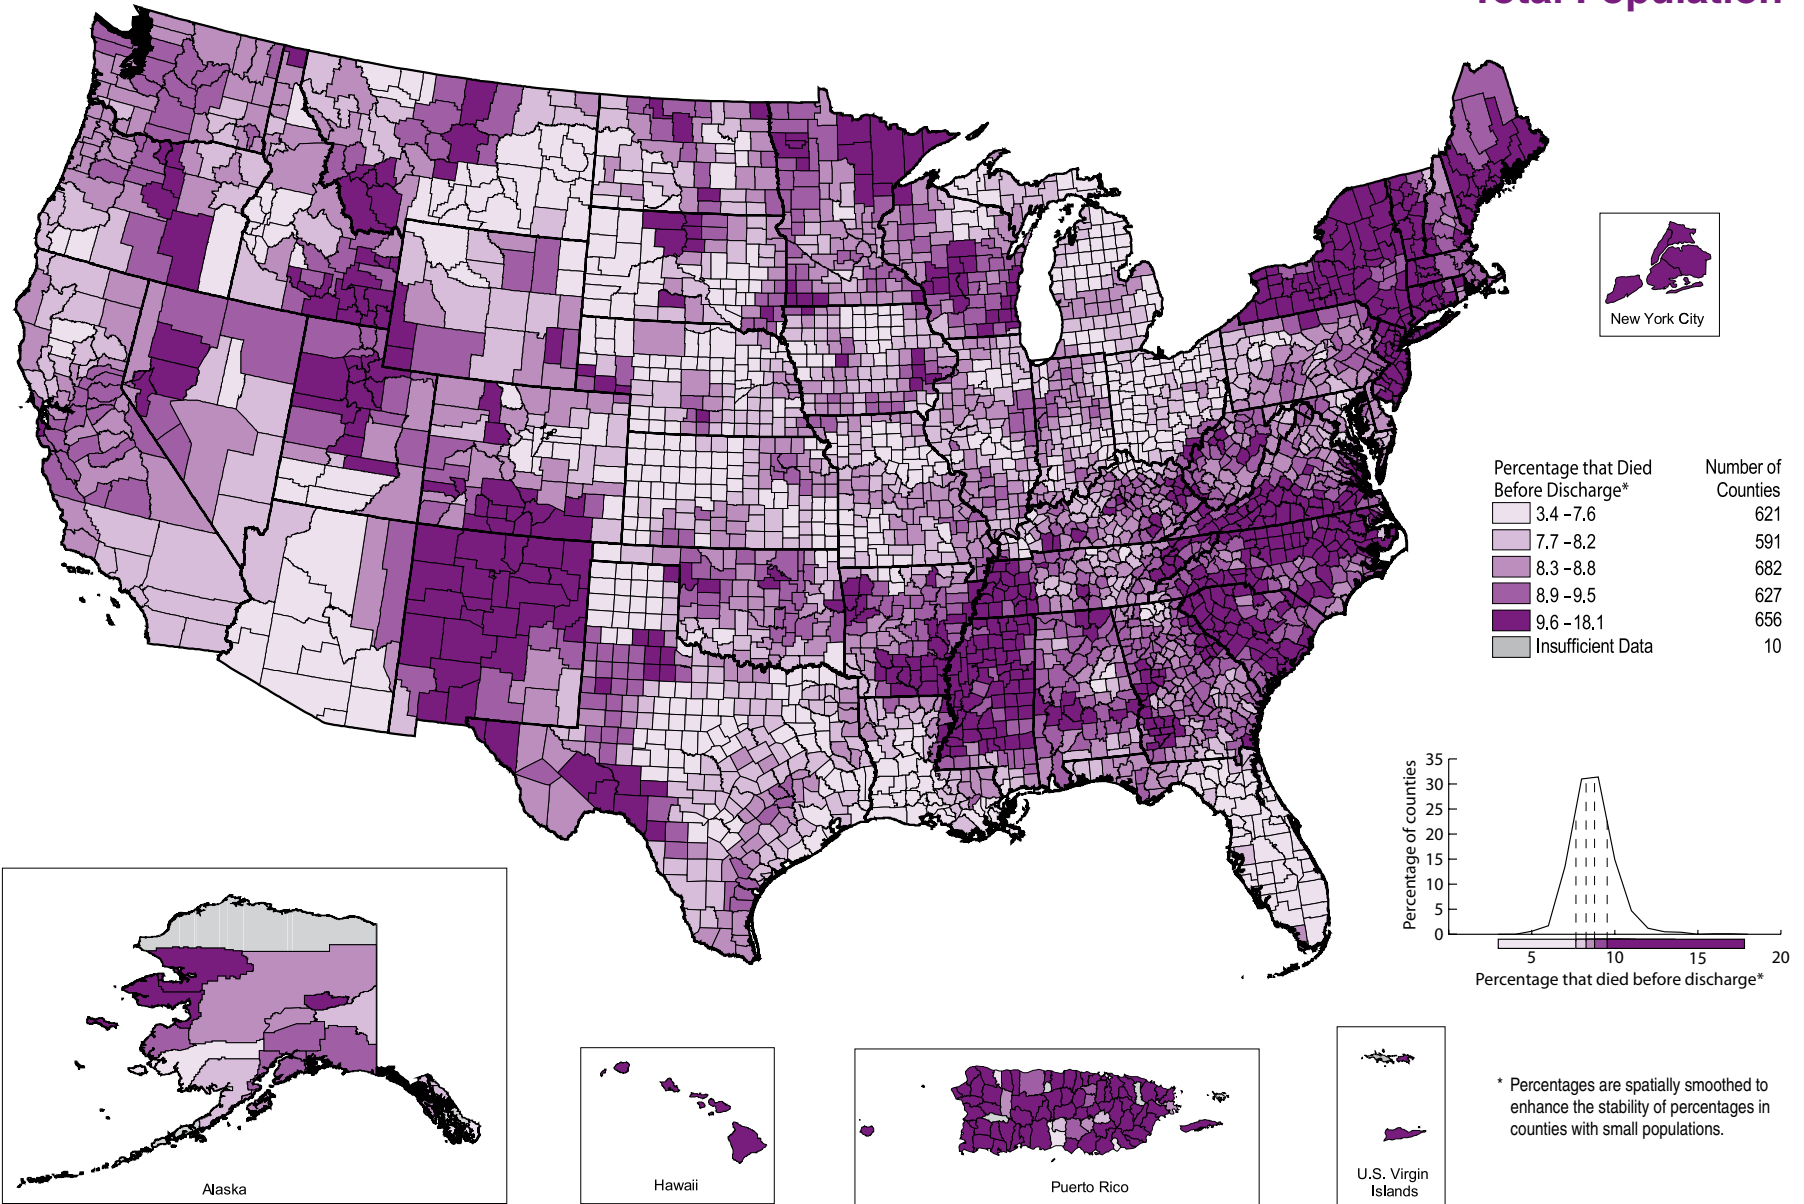 Total Population
New York City
Percentage that Died
Before Discharge*
Number of
Counties
3.4 –7.6 621
7.7 –8.2 591
8.3 –8.8 682
8.9 –9.5 627
9.6 –18.1 656
Insufficient Data 10
Percentage of counties
35
30
25
20
15
10
5
0
5 10 15 20
Percentage that died before discharge*
* Percentages are spatially smoothed to
enhance the stability of percentages in
counties with small populations.
Alaska
Hawaii
Puerto Rico
U.S. Virgin
Islands